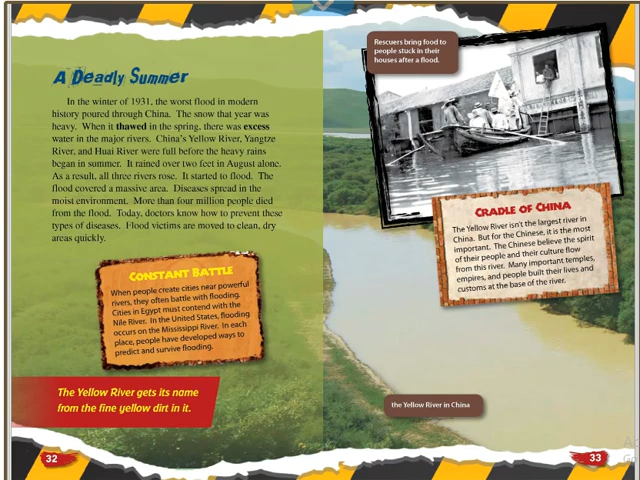 A Deadly Summer
In the winter of 1931, the worst flood in modern
history poured through China. The snow that year was
heavy. When it thawed in the spring, there was excess
water in the major rivers. China's Yellow River, Yangtze
River, and Huai River were full before the heavy rains
began in summer. It rained over two feet in August alone.
As a result, all three rivers rose. It started to flood. The
flood covered a massive area. Diseases spread in the
moist environment. More than four million people died
from the flood. Today, doctors know how to prevent these
types of diseases. Flood victims are moved to clean, dry
areas quickly.
Constant Battle
When people create cities near powerful
rivers, they often battle with flooding.
Cities in Egypt must contend with the
Nile River. In the United States, flooding
occurs on the Mississippi River. In each
place, people have developed ways to
predict and survive flooding.
The Yellow River gets its name
from the fine yellow dirt in it.
32
Rescuers bring food to
people stuck in their
houses after a flood.
Cradle of China
The Yellow River isn't the largest river in
China. But for the Chinese, it is the most
important. The Chinese believe the spirit
of their people and their culture flow
from this river. Many important temples,
empires, and people built their lives and
customs at the base of the river.
the Yellow River in China
33